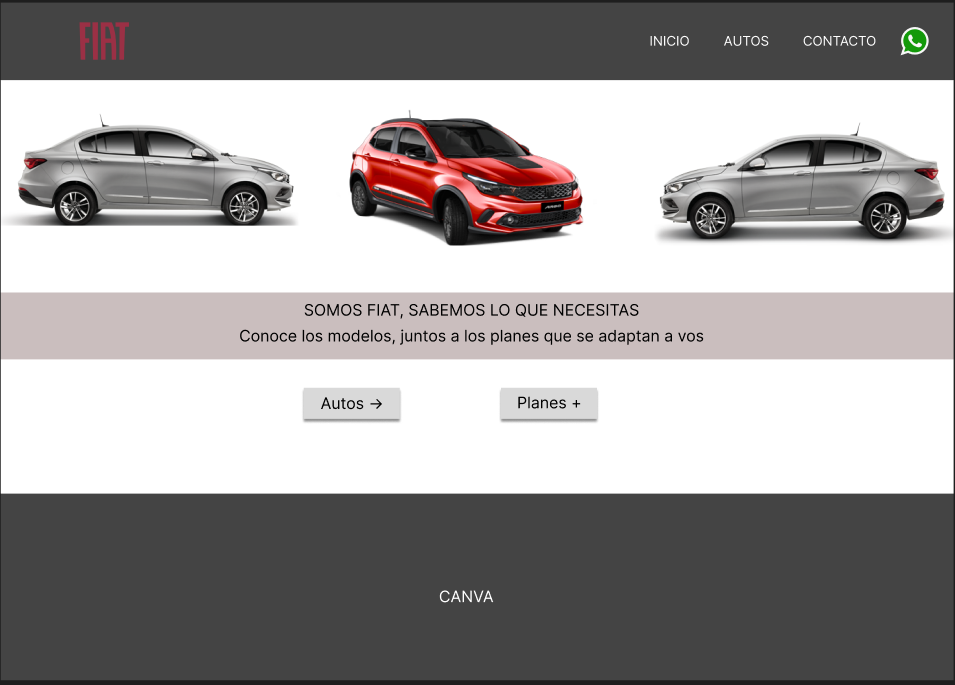 FIAT
INICIO AUTOS CONTACTO
SOMOS FIAT, SABEMOS LO QUE NECESITAS
Conoce los modelos, juntos a los planes que se adaptan a vos
Autos → Planes +
CANVA